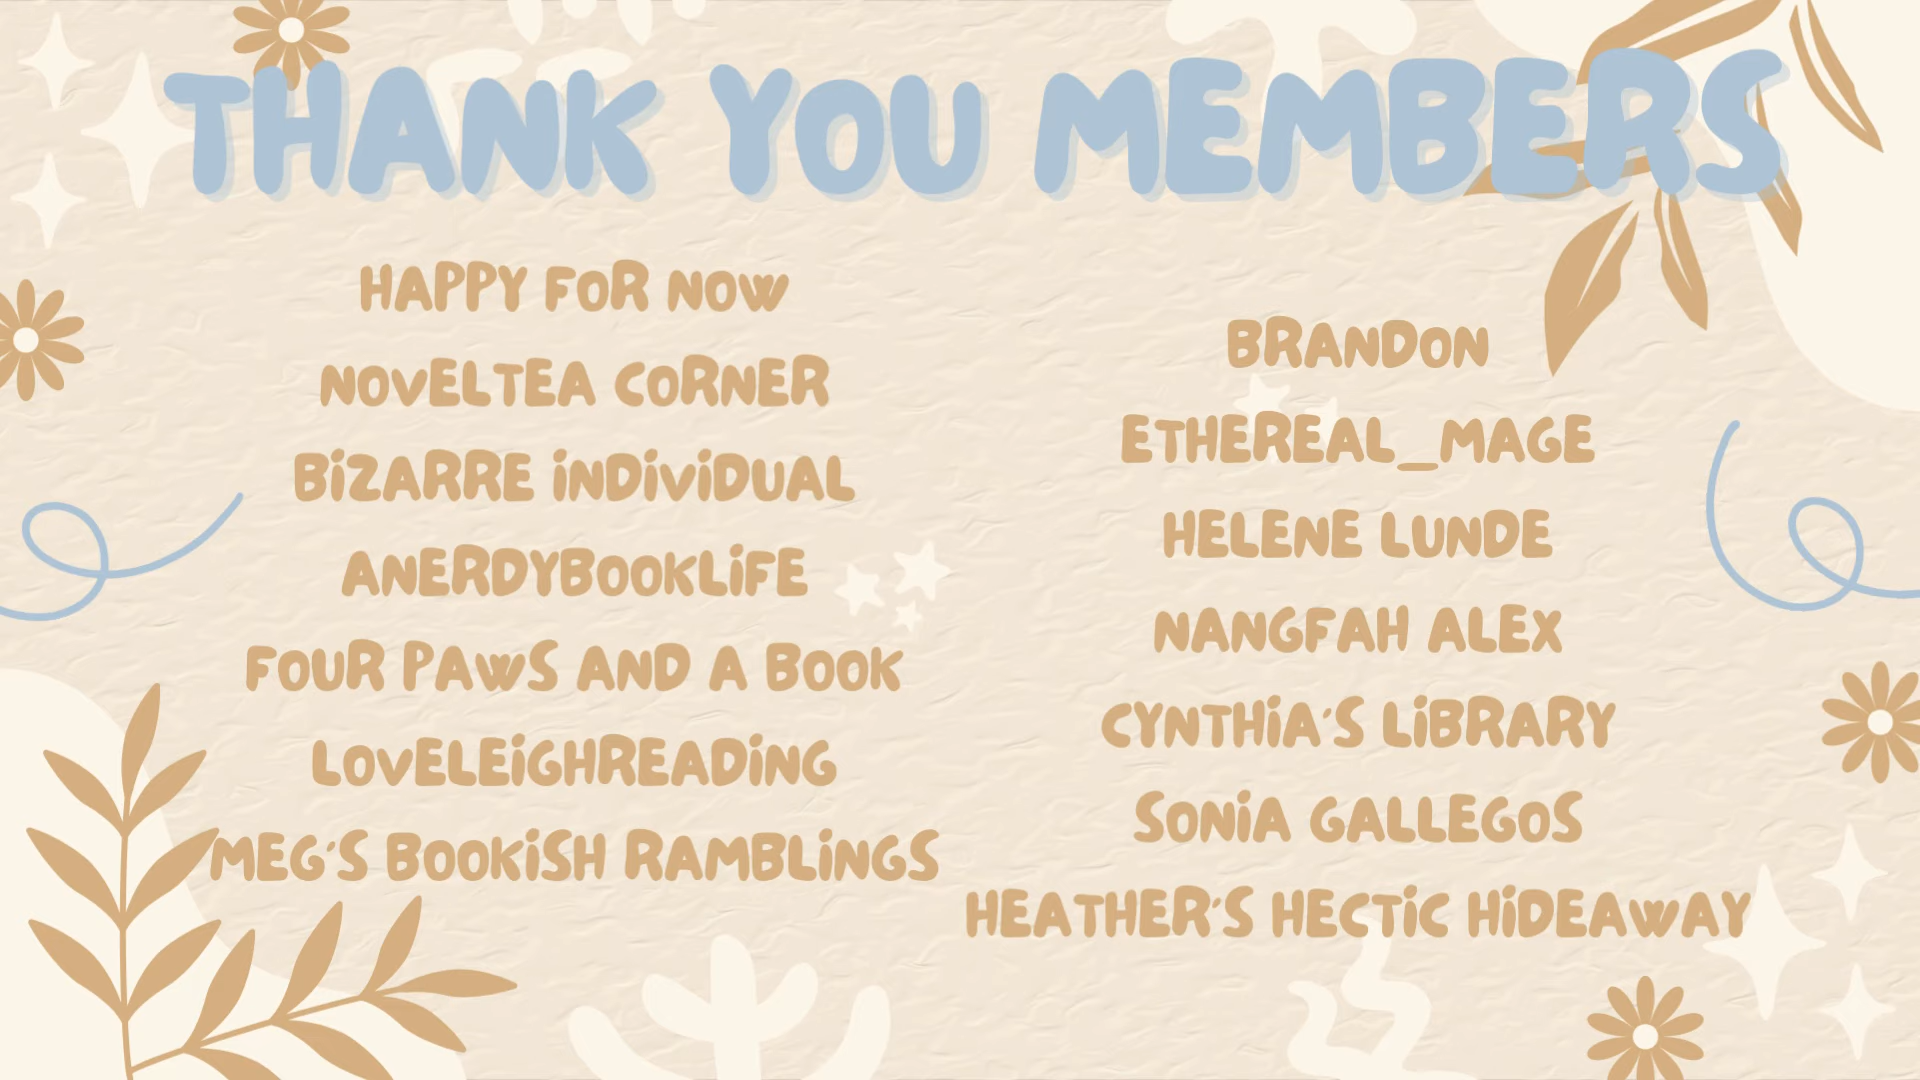 THANK YOU MEMBERS
HAPPY FOR NOW
NOVELTEA CORNER
BIZARRE INDIVIDUAL
ANERDYBOOKLIFE
FOUR PAWS AND A BOOK
LOVELEIGHREADING
MEG'S BOOKISH RAMBLINGS
BRANDON
ETHEREAL_MAGE
HELENE LUNDE
NANGFAH ALEX
CYNTHIA'S LIBRARY
SONIA GALLEGOS
HEATHER'S HECTIC HIDEAWAY